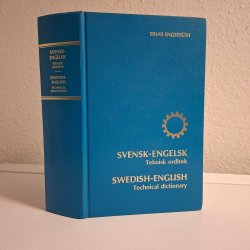 SVENSK-
ENGELSK
TEKNISK
ORDBOK
SWEDISH-
ENGLISH
TECHNICAL
DICTIONARY
EINAR ENGSTRÖM
SVENSK-ENGELSK
Teknisk ordbok
SWEDISH-ENGLISH
Technical dictionary